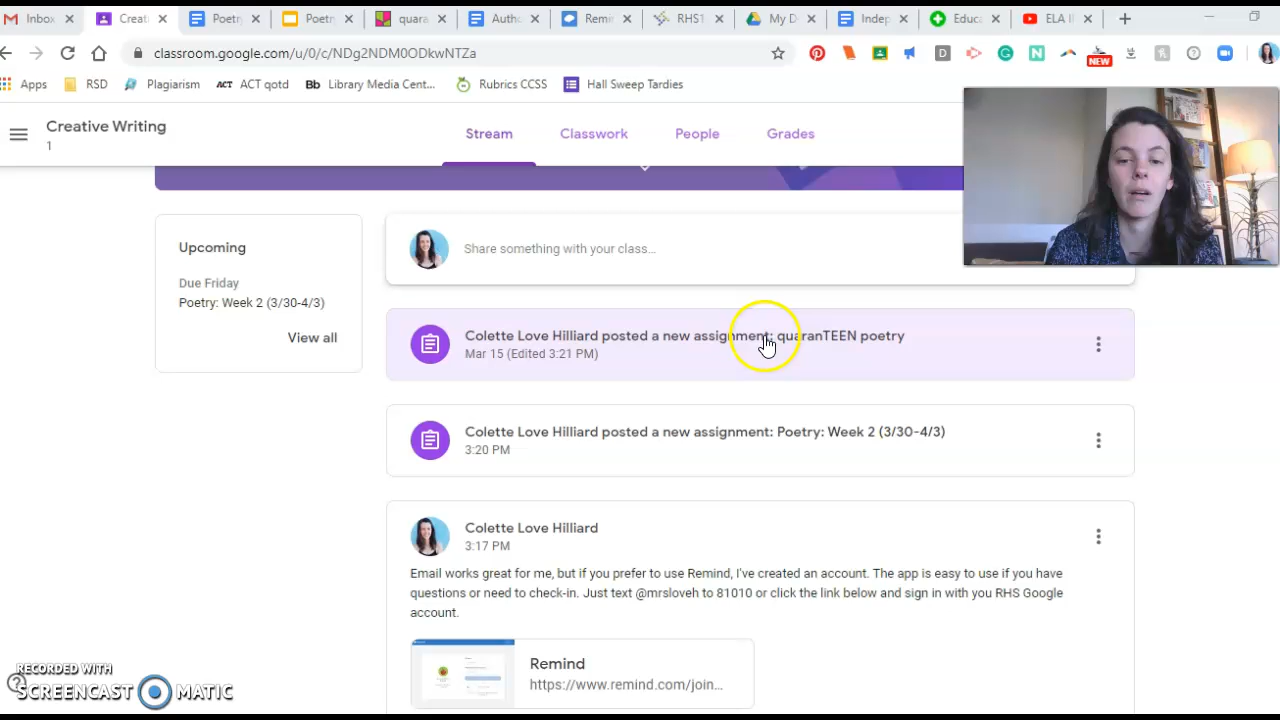 Inbox
Creati
Poetry
Poetry
quara
Autho
Remi
RHS1
My D
Indep
Educa
ELA I
classroom.google.com/u/0/c/NDg2NDM0ODkwNTZa
NEW
Apps
RSD
Plagiarism
ACT ACT qotd
Bb Library Media Cent...
Rubrics CCSS
Hall Sweep Tardies
Creative Writing
1
Stream
Classwork
People
Grades
Upcoming
Due Friday
Poetry: Week 2 (3/30-4/3)
View all
Share something with your class...
Colette Love Hilliard posted a new assignment: quaranTEEN poetry
Mar 15 (Edited 3:21 PM)
Colette Love Hilliard posted a new assignment: Poetry: Week 2 (3/30-4/3)
3:20 PM
Colette Love Hilliard
3:17 PM
Email works great for me, but if you prefer to use Remind, I've created an account. The app is easy to use if you have
questions or need to check-in. Just text @mrsloveh to 81010 or click the link below and sign in with you RHS Google
account.
Remind
https://www.remind.com/join...
RECORDED WITH
SCREENCAST MATIC